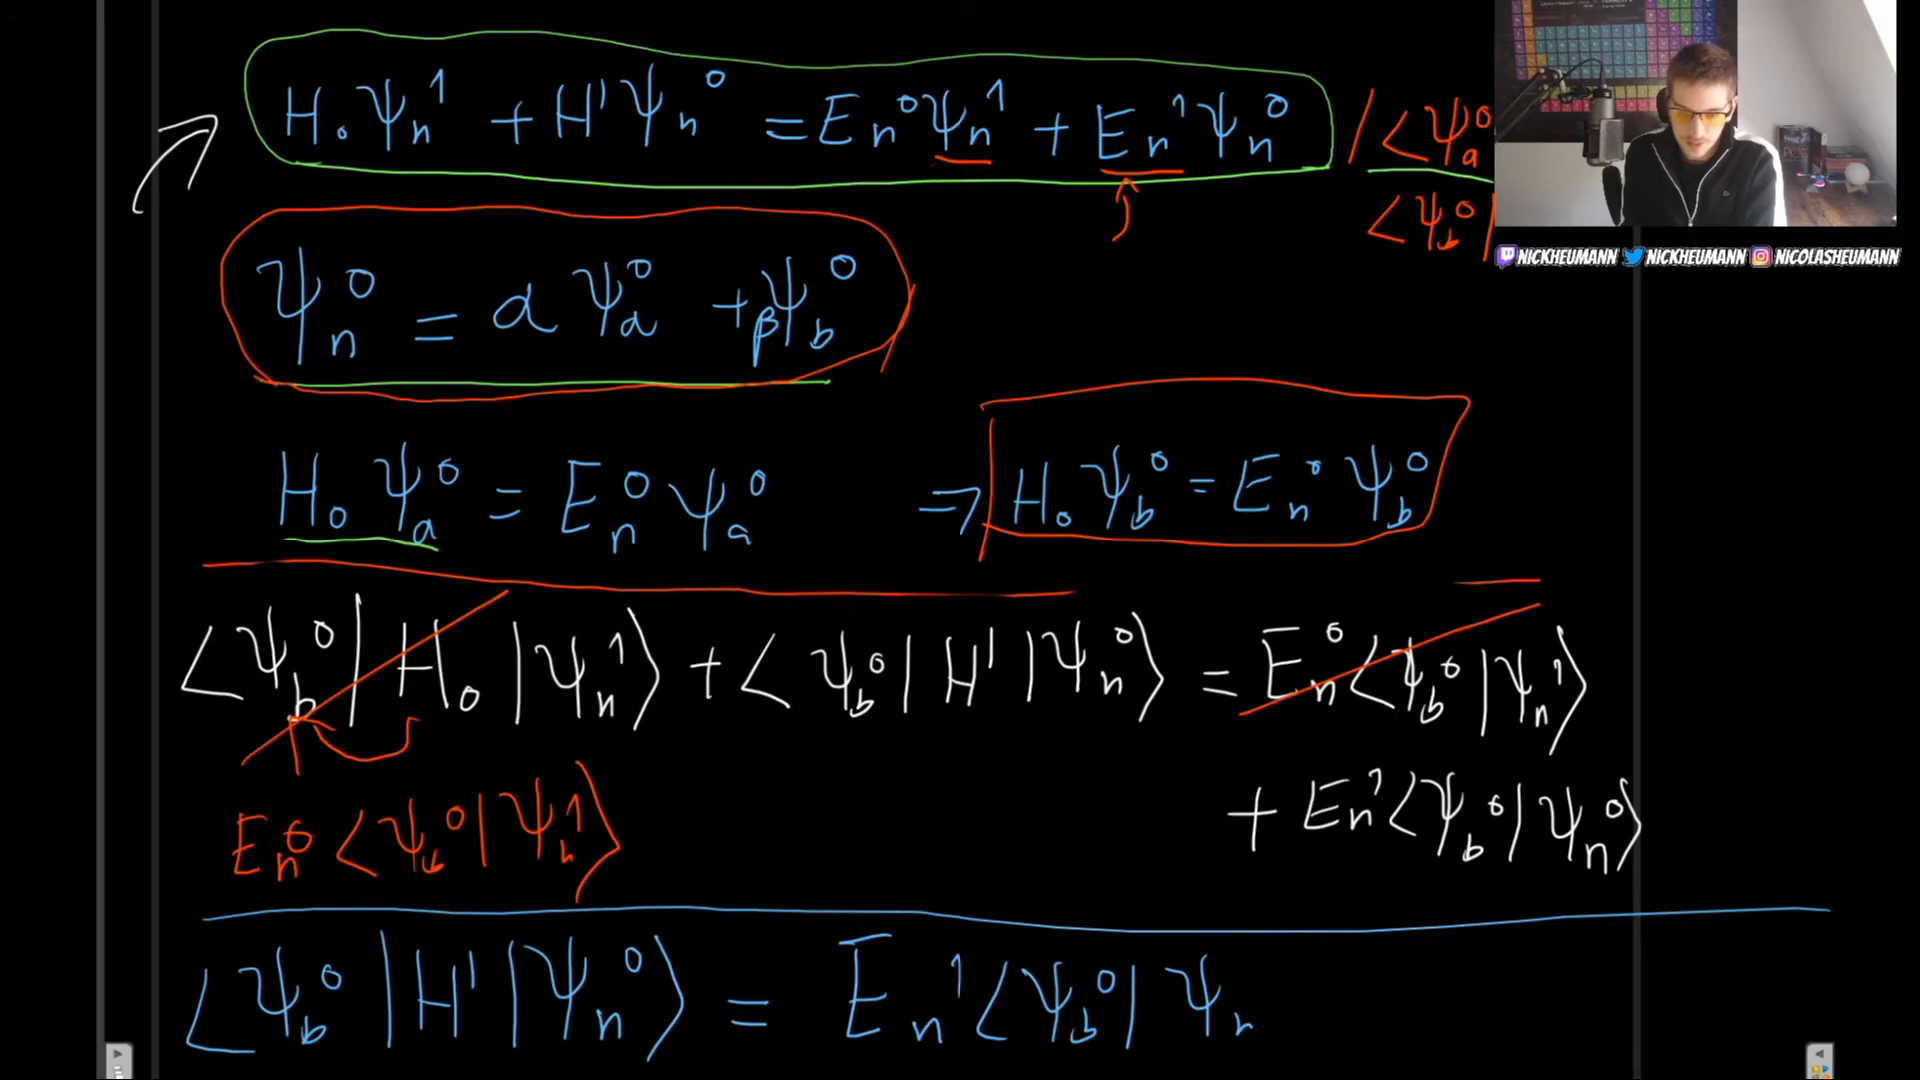 H₀Ψₙ¹ + H'Ψₙ⁰ = Eₙ⁰Ψₙ¹ + Eₙ¹Ψₙ⁰ / ⟨Ψₐ⁰
⟨Ψ_b⁰|
NICKHEUMANN NICKHEUMANN NICOLASHEUMANN
Ψₙ⁰ = αΨₐ⁰ + βΨ_b⁰
H₀Ψₐ⁰ = Eₙ⁰Ψₐ⁰ ⇒ H₀Ψ_b⁰ = Eₙ⁰Ψ_b⁰
⟨Ψ_b⁰|H₀|Ψₙ¹⟩ + ⟨Ψ_b⁰|H'|Ψₙ⁰⟩ = Eₙ⁰⟨Ψ_b⁰|Ψₙ¹⟩
Eₙ⁰⟨Ψ_b⁰|Ψₙ¹⟩ + Eₙ¹⟨Ψ_b⁰|Ψₙ⁰⟩
⟨Ψ_b⁰|H'|Ψₙ⁰⟩ = Eₙ¹⟨Ψ_b⁰|Ψₙ